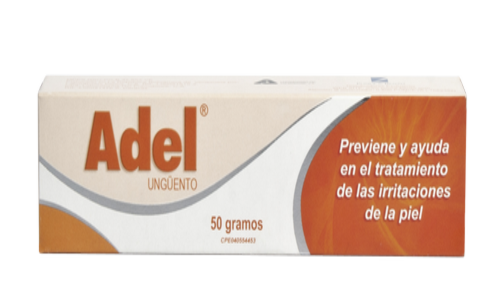 Adel®
UNGÜENTO
50 gramos
Previene y ayuda
en el tratamiento
de las irritaciones
de la piel